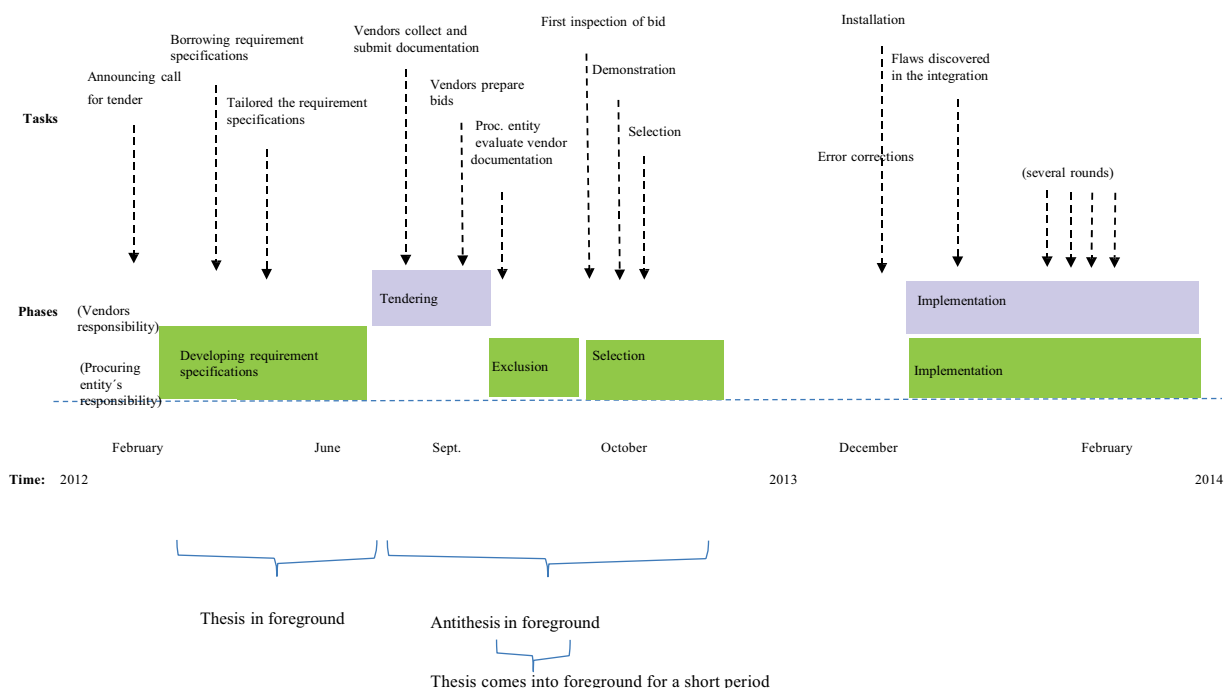 First inspection of bid
Installation
Vendors collect and
submit documentation
Borrowing requirement
specifications
Flaws discovered
in the integration
Announcing call
for tender
Demonstration
Vendors prepare
bids
Tailored the requirement
specifications
Tasks
Proc. entity
evaluate vendor
documentation
Selection
Error corrections
(several rounds)
Tendering
Implementation
Phases
(Vendors
responsibility)
Developing requirement
specifications
Selection
Exclusion
Implementation
(Procuring
entity´s
responsibility)
February
June
Sept.
October
December
February
Time:
2012
2013
2014
Thesis in foreground
Antithesis in foreground
Thesis comes into foreground for a short period